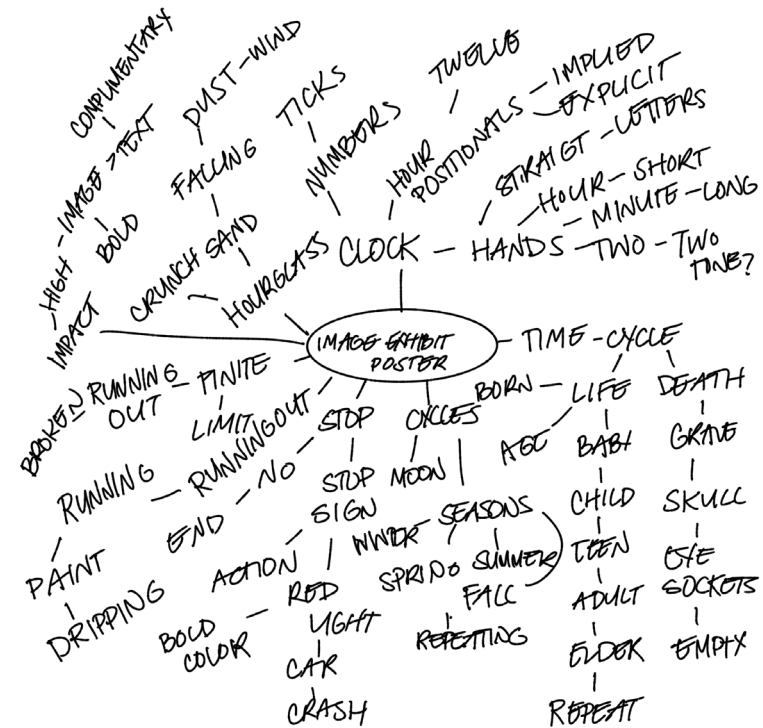 COMPLIMENTARY
HIGH - IMAGE > TEXT
BOLD
IMPACT
DUST-WIND
FALLING
SAND
CRUNCH
HOURGLASS
TICKS
NUMBERS
TWELVE
HOUR
POSITIONALS - IMPLIED
- EXPLICIT
CLOCK - HANDS - TWO - TWO
TONE?
STRAIGT - LETTERS
HOUR - SHORT
MINUTE - LONG
IMAGE EXHIBIT
POSTER
TIME - CYCLE
BORN - LIFE
AGE
BABY
CHILD
TEEN
ADULT
ELDER
REPEAT
DEATH
GRAVE
SKULL
EYE
SOCKETS
EMPTY
CYCLES
MOON
SEASONS
WINTER
SPRING
SUMMER
FALL
REPEATING
STOP
STOP
SIGN
ACTION
RED
LIGHT
BOLD
COLOR
CAR
CRASH
NO
END
RUNNING OUT
RUNNING
PAINT
DRIPPING
FINITE
LIMIT
RUNNING
OUT
BROKEN